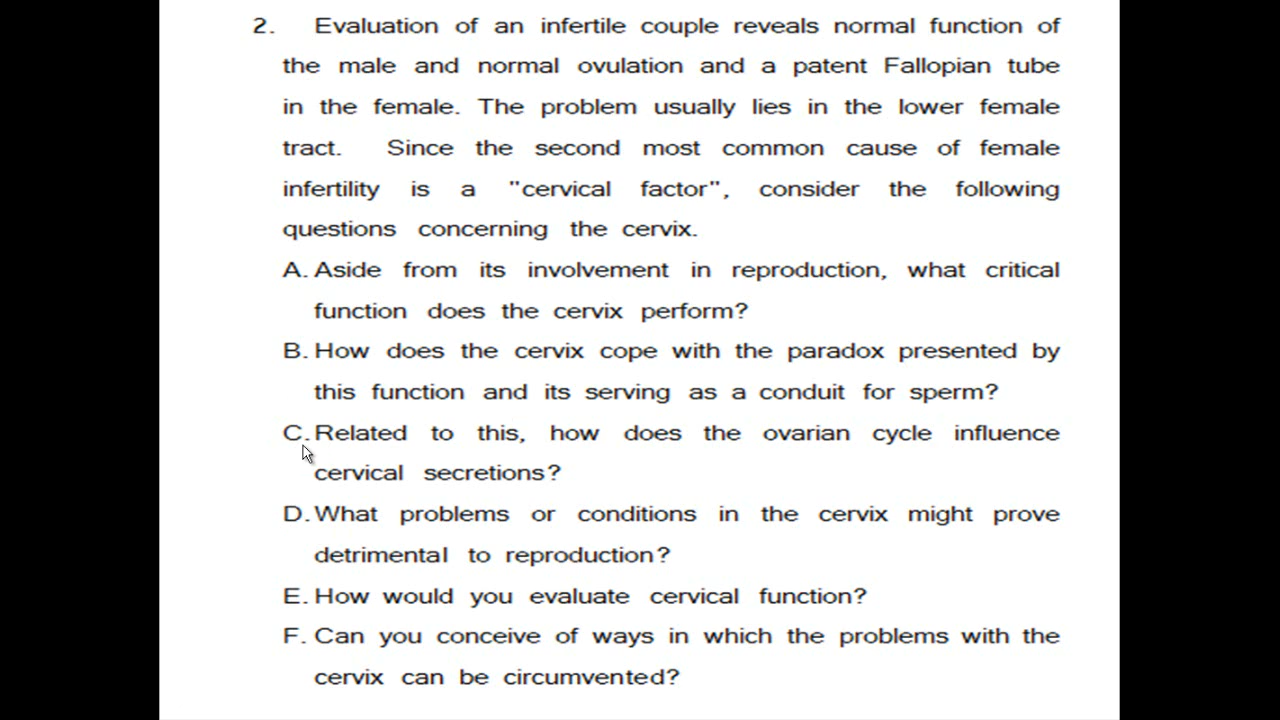 2. Evaluation of an infertile couple reveals normal function of
the male and normal ovulation and a patent Fallopian tube
in the female. The problem usually lies in the lower female
tract. Since the second most common cause of female
infertility is a "cervical factor", consider the following
questions concerning the cervix.
A. Aside from its involvement in reproduction, what critical
function does the cervix perform?
B. How does the cervix cope with the paradox presented by
this function and its serving as a conduit for sperm?
C. Related to this, how does the ovarian cycle influence
cervical secretions?
D. What problems or conditions in the cervix might prove
detrimental to reproduction?
E. How would you evaluate cervical function?
F. Can you conceive of ways in which the problems with the
cervix can be circumvented?